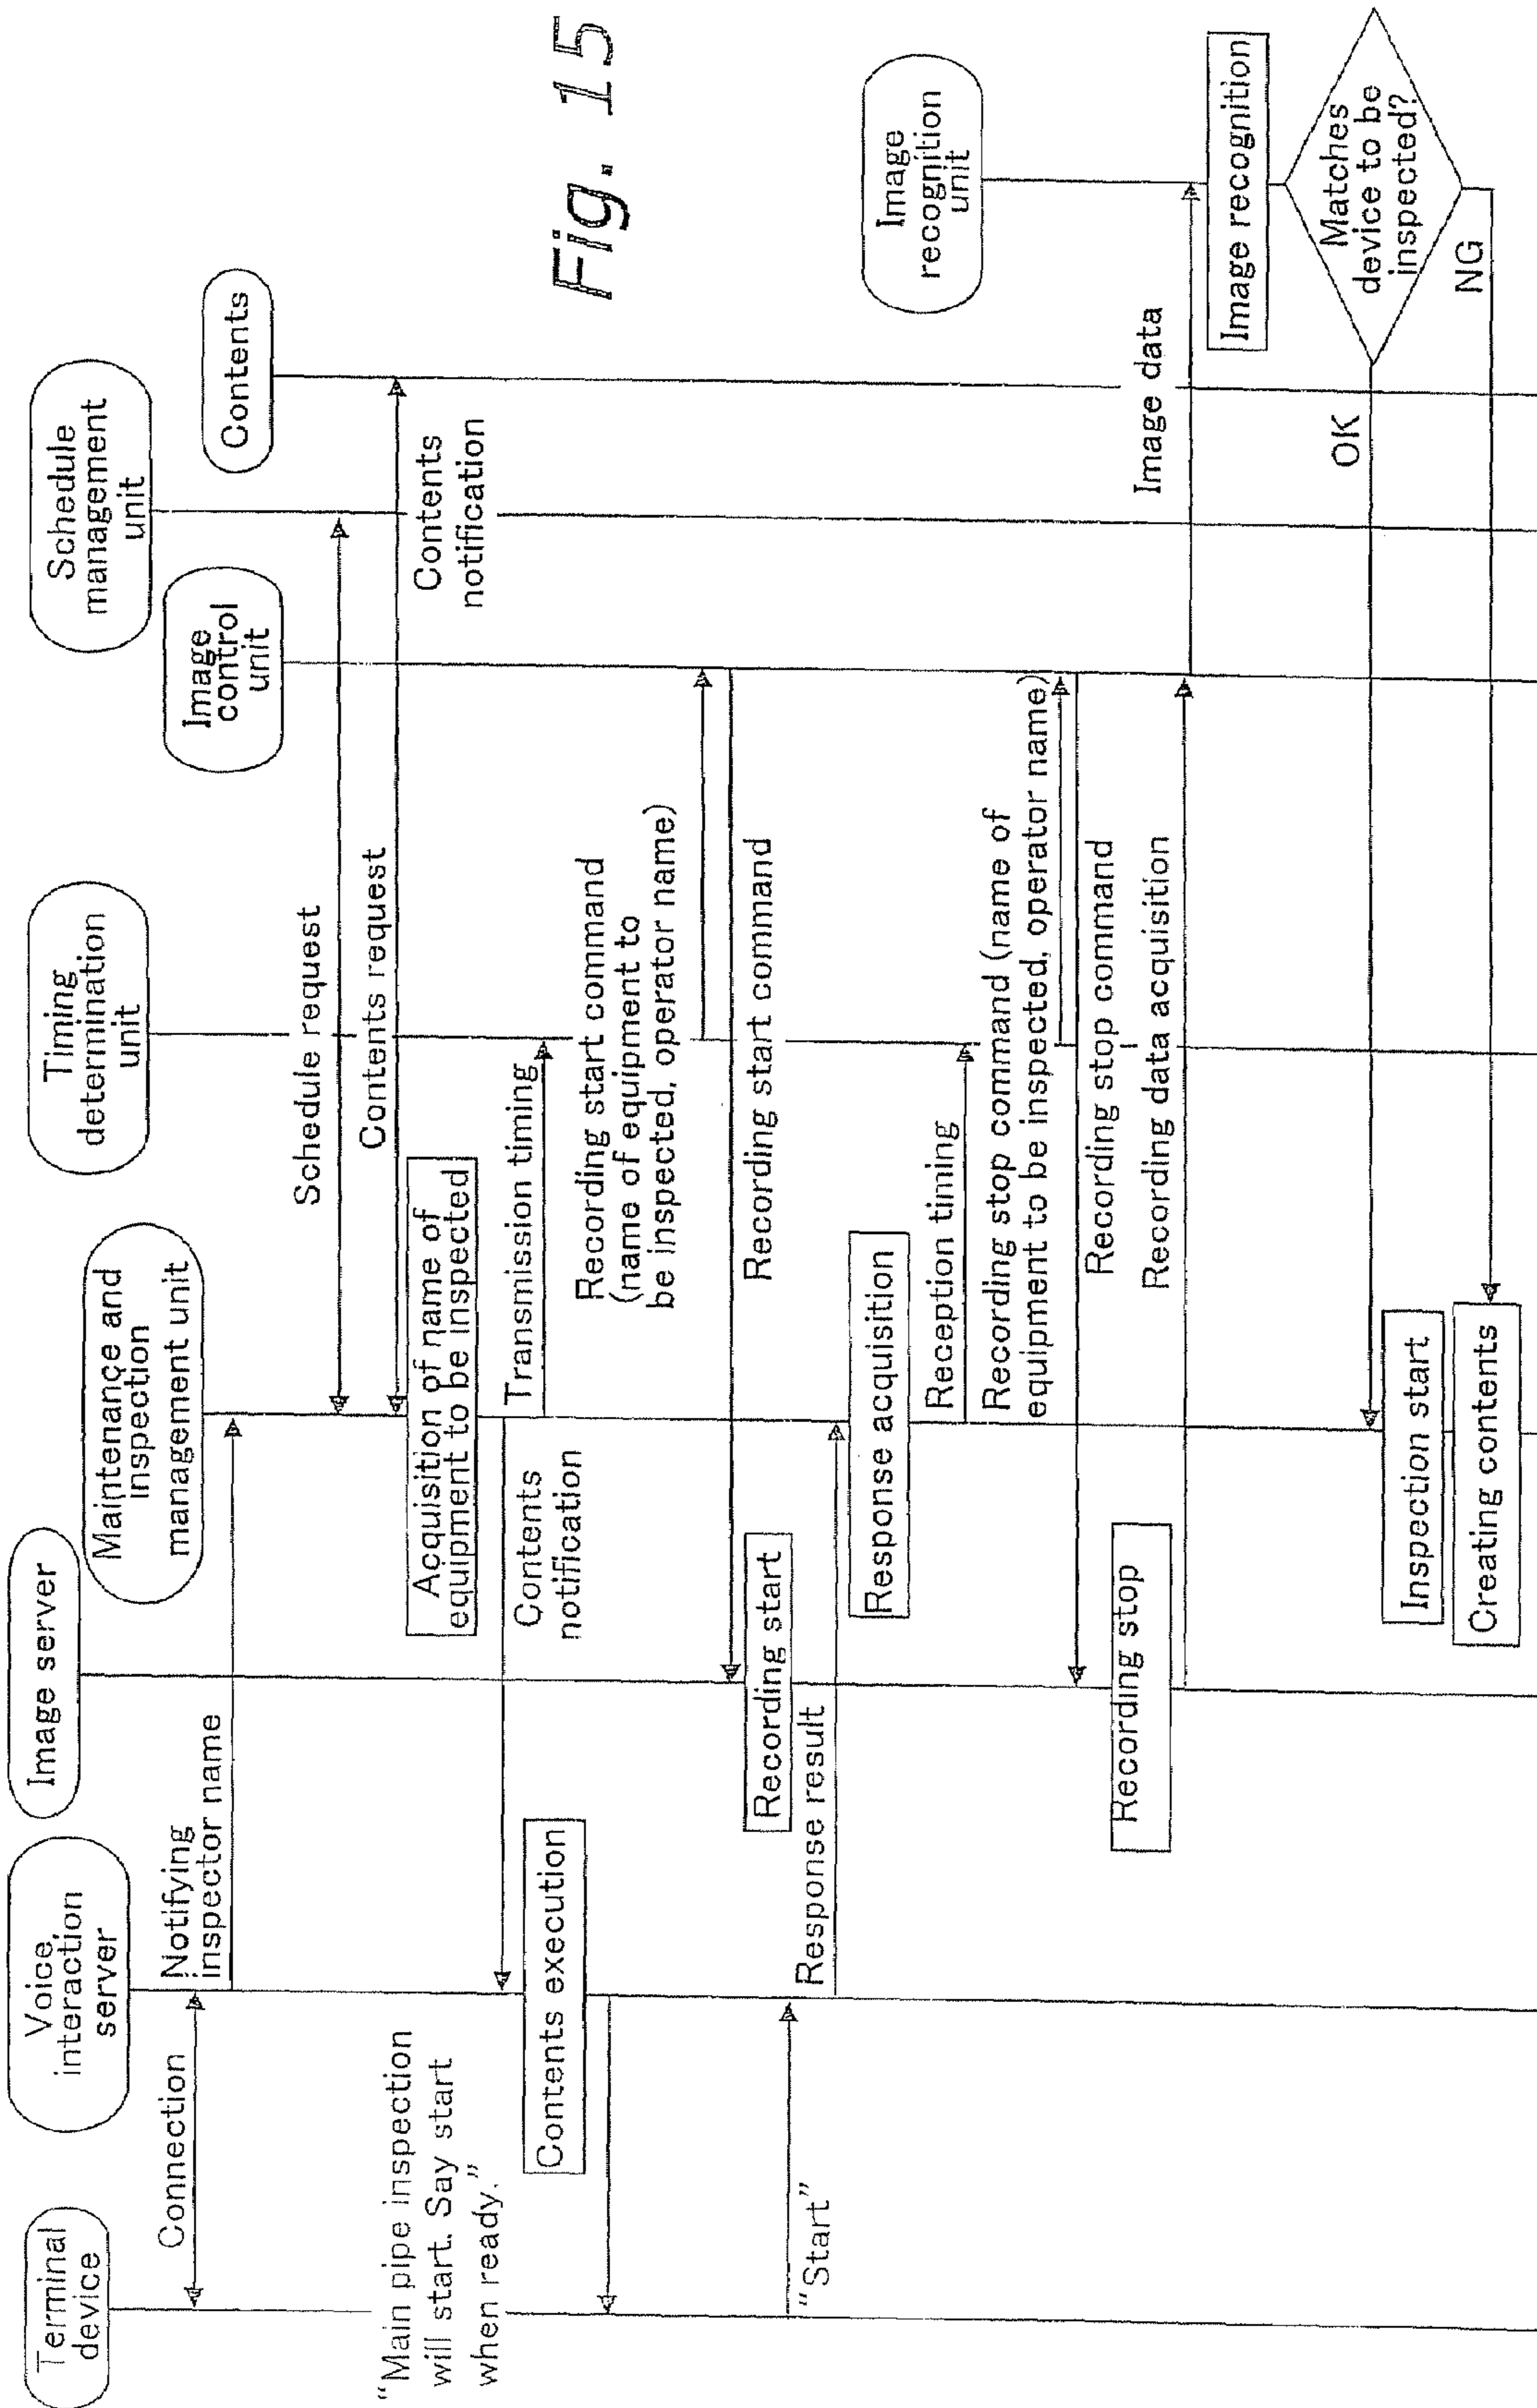 Fig. 15
Terminal
device
Voice
interaction
server
Image server
Maintenance and
inspection
management unit
Timing
determination
unit
Image
control
unit
Schedule
management
unit
Contents
Connection
Notifying
inspector name
Schedule request
Contents request
Contents
notification
Acquisition of name of
equipment to be inspected
"Main pipe inspection
will start. Say start
when ready."
Contents
notification
Transmission timing
Contents execution
Recording start command
(name of equipment to
be inspected, operator name)
Recording start command
Recording start
"Start"
Response result
Response acquisition
Reception timing
Recording stop command (name of
equipment to be inspected, operator name)
Recording stop command
Recording stop
Recording data acquisition
Image
recognition
unit
Image data
Image recognition
Matches
device to be
inspected?
OK
NG
Inspection start
Creating contents